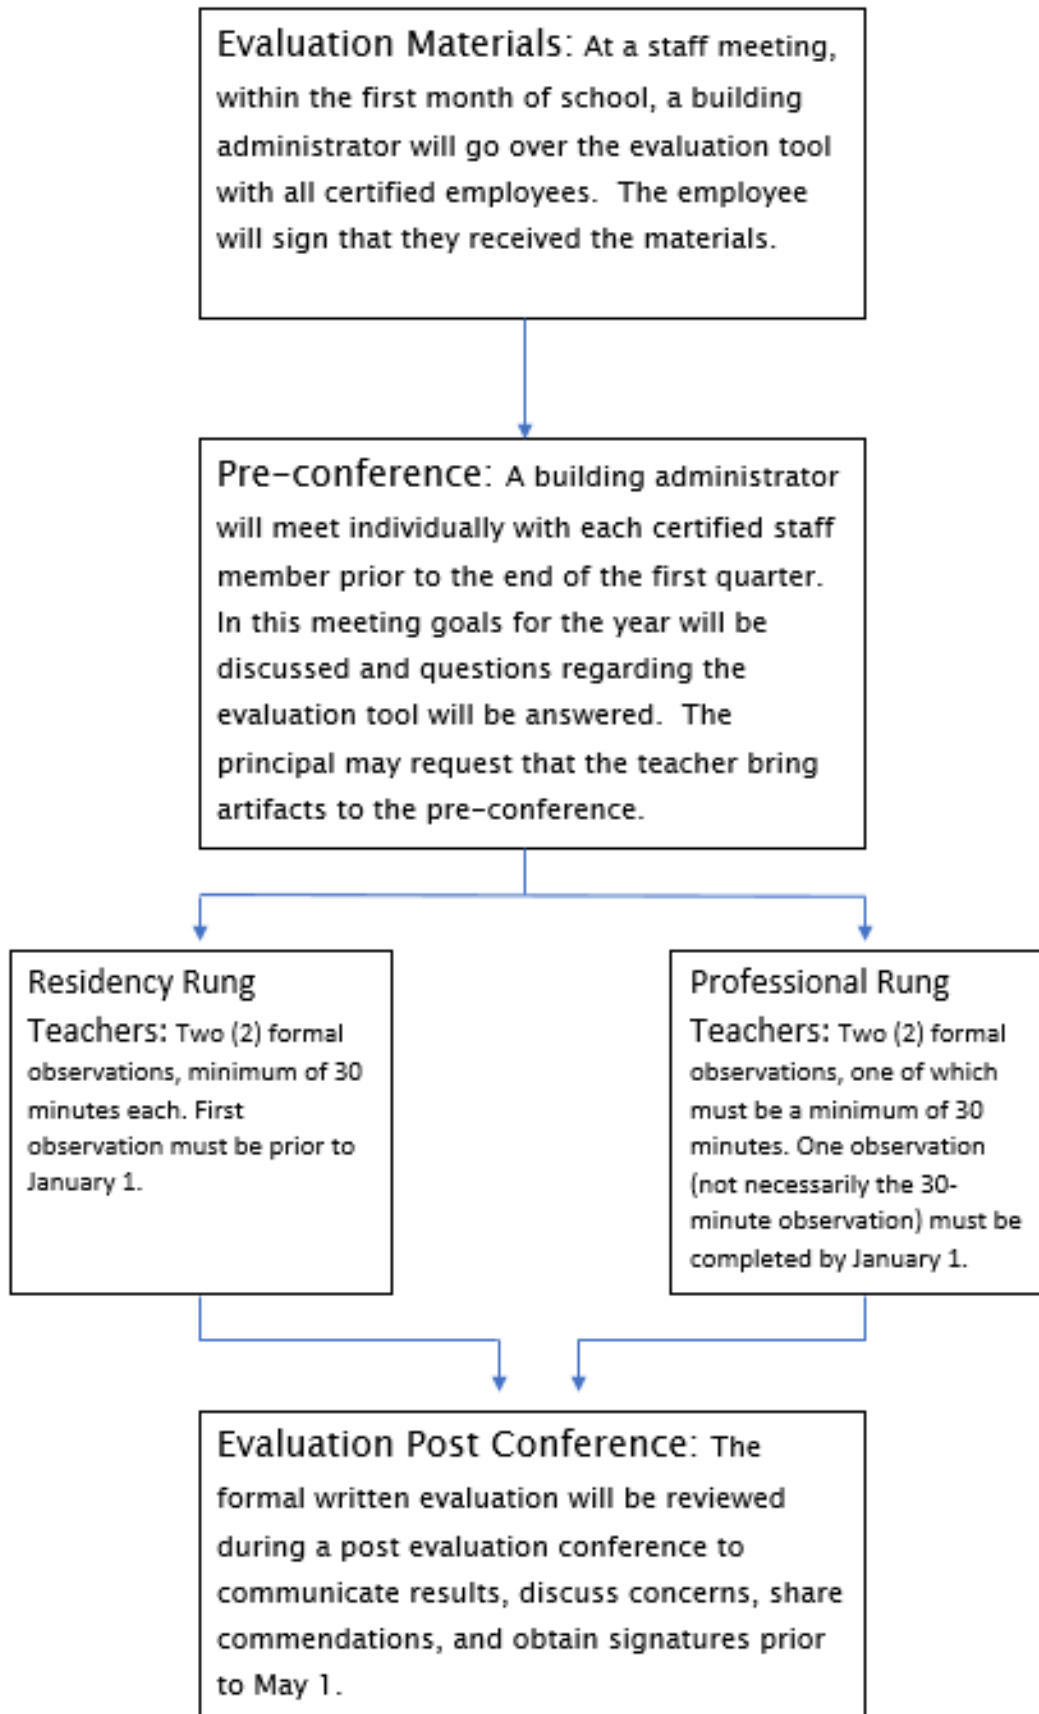 Evaluation Materials: At a staff meeting,
within the first month of school, a building
administrator will go over the evaluation tool
with all certified employees.  The employee
will sign that they received the materials.
Pre-conference: A building administrator
will meet individually with each certified staff
member prior to the end of the first quarter.
In this meeting goals for the year will be
discussed and questions regarding the
evaluation tool will be answered.  The
principal may request that the teacher bring
artifacts to the pre-conference.
Residency Rung
Teachers: Two (2) formal
observations, minimum of 30
minutes each. First
observation must be prior to
January 1.
Professional Rung
Teachers: Two (2) formal
observations, one of which
must be a minimum of 30
minutes. One observation
(not necessarily the 30-
minute observation) must be
completed by January 1.
Evaluation Post Conference: The
formal written evaluation will be reviewed
during a post evaluation conference to
communicate results, discuss concerns, share
commendations, and obtain signatures prior
to May 1.